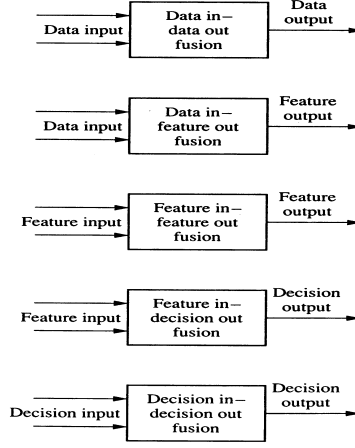 Data input
Data in–
data out
fusion
Data
output
Data input
Data in–
feature out
fusion
Feature
output
Feature input
Feature in–
feature out
fusion
Feature
output
Feature input
Feature in–
decision out
fusion
Decision
output
Decision input
Decision in–
decision out
fusion
Decision
output